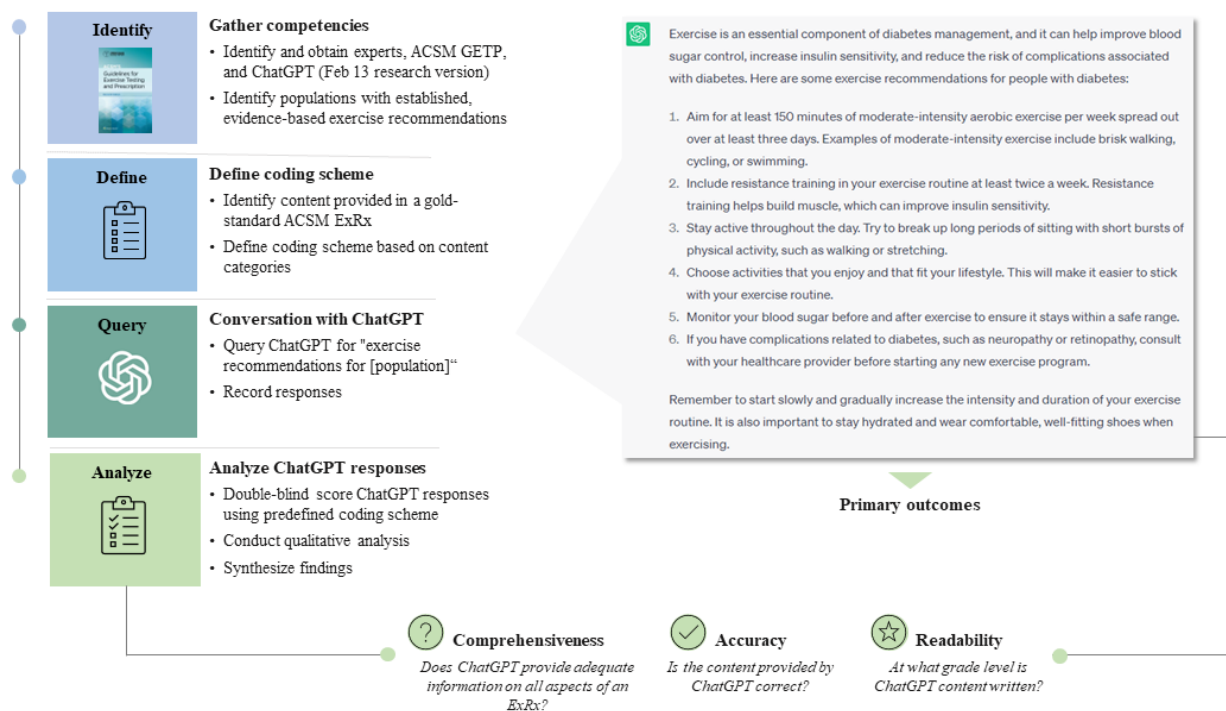 Identify
Guidelines for
Exercise Testing
and Prescription
Gather competencies
• Identify and obtain experts, ACSM GETP,
and ChatGPT (Feb 13 research version)
• Identify populations with established,
evidence-based exercise recommendations
Define
Define coding scheme
• Identify content provided in a gold-
standard ACSM ExRx
• Define coding scheme based on content
categories
Query
Conversation with ChatGPT
• Query ChatGPT for "exercise
recommendations for [population]“
• Record responses
Analyze
Analyze ChatGPT responses
• Double-blind score ChatGPT responses
using predefined coding scheme
• Conduct qualitative analysis
• Synthesize findings
Exercise is an essential component of diabetes management, and it can help improve blood
sugar control, increase insulin sensitivity, and reduce the risk of complications associated
with diabetes. Here are some exercise recommendations for people with diabetes:
1. Aim for at least 150 minutes of moderate-intensity aerobic exercise per week spread out
over at least three days. Examples of moderate-intensity exercise include brisk walking,
cycling, or swimming.
2. Include resistance training in your exercise routine at least twice a week. Resistance
training helps build muscle, which can improve insulin sensitivity.
3. Stay active throughout the day. Try to break up long periods of sitting with short bursts of
physical activity, such as walking or stretching.
4. Choose activities that you enjoy and that fit your lifestyle. This will make it easier to stick
with your exercise routine.
5. Monitor your blood sugar before and after exercise to ensure it stays within a safe range.
6. If you have complications related to diabetes, such as neuropathy or retinopathy, consult
with your healthcare provider before starting any new exercise program.
Remember to start slowly and gradually increase the intensity and duration of your exercise
routine. It is also important to stay hydrated and wear comfortable, well-fitting shoes when
exercising.
Primary outcomes
? Comprehensiveness
Does ChatGPT provide adequate
information on all aspects of an
ExRx?
Accuracy
Is the content provided by
ChatGPT correct?
Readability
At what grade level is
ChatGPT content written?